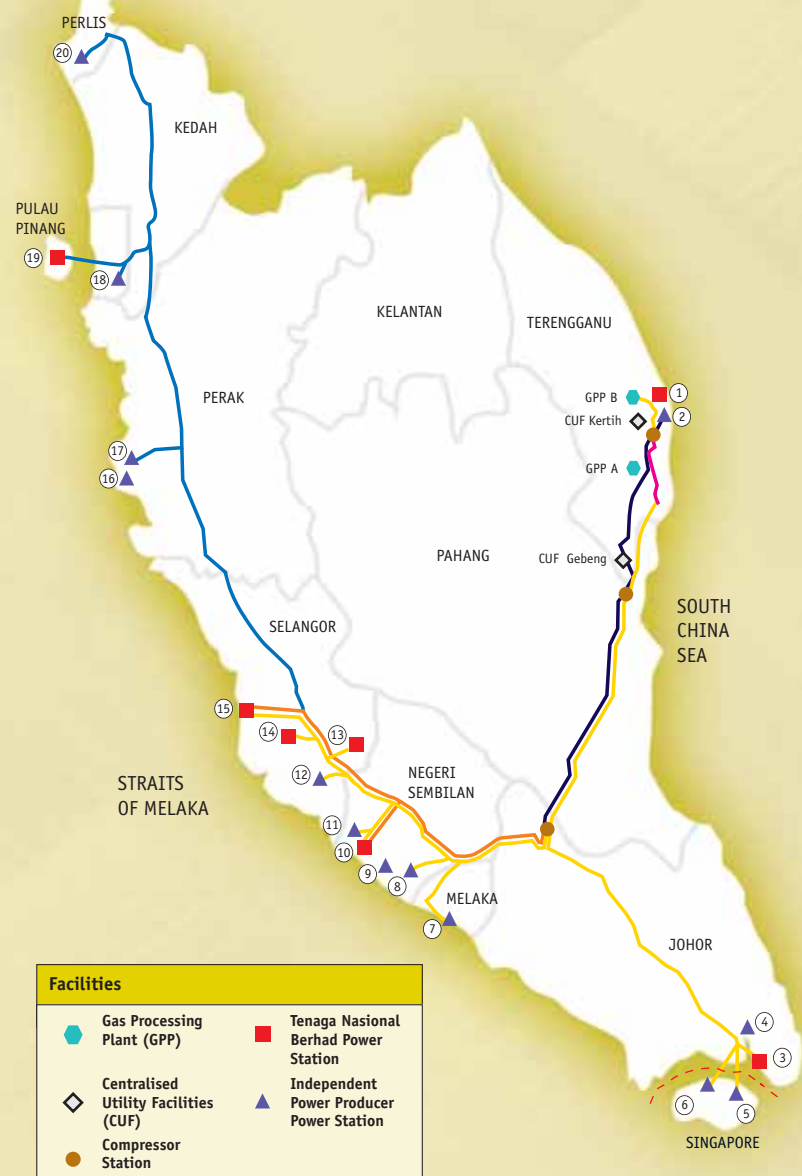 PERLIS
20
KEDAH
PULAU
PINANG
19
18
KELANTAN
TERENGGANU
PERAK
GPP B
1
2
CUF Kertih
GPP A
17
16
PAHANG
CUF Gebeng
SELANGOR
SOUTH
CHINA
SEA
15
14
13
12
STRAITS
OF MELAKA
NEGERI
SEMBILAN
11
10
9
8
MELAKA
7
JOHOR
4
3
6
5
SINGAPORE
Facilities
Gas Processing
Plant (GPP)
Tenaga Nasional
Berhad Power
Station
Centralised
Utility Facilities
(CUF)
Independent
Power Producer
Power Station
Compressor
Station